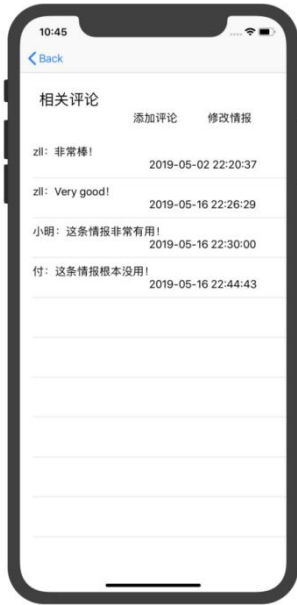 10:45
Back
相关评论
添加评论 修改情报
zll：非常棒！
2019-05-02 22:20:37
zll：Very good！
2019-05-16 22:26:29
小明：这条情报非常有用！
2019-05-16 22:30:00
付：这条情报根本没用！
2019-05-16 22:44:43